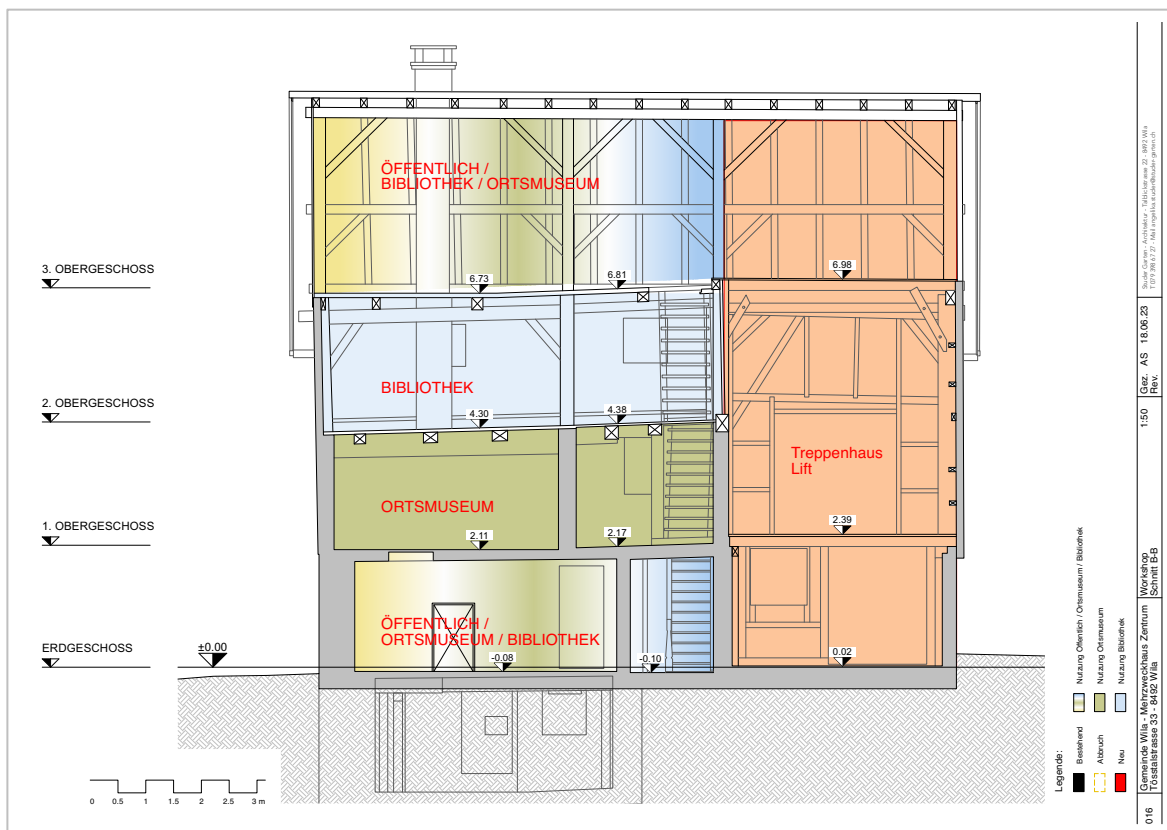 ÖFFENTLICH /
BIBLIOTHEK / ORTSMUSEUM
3. OBERGESCHOSS
6.73
6.81
6.98
BIBLIOTHEK
2. OBERGESCHOSS
4.30
4.38
Treppenhaus
Lift
ORTSMUSEUM
1. OBERGESCHOSS
2.11
2.17
2.39
ÖFFENTLICH /
ORTSMUSEUM / BIBLIOTHEK
ERDGESCHOSS
±0.00
-0.08
-0.10
0.02
0 0.5 1 1.5 2 2.5 3 m
Legende:
Bestehend
Abbruch
Neu
Nutzung Öffentlich / Ortsmuseum / Bibliothek
Nutzung Ortsmuseum
Nutzung Bibliothek
016
Gemeinde Wila - Mehrzweckhaus Zentrum
Tösstalstrasse 33 - 8492 Wila
Workshop
Schnitt B-B
1:50
Gez. AS 18.06.23
Rev.